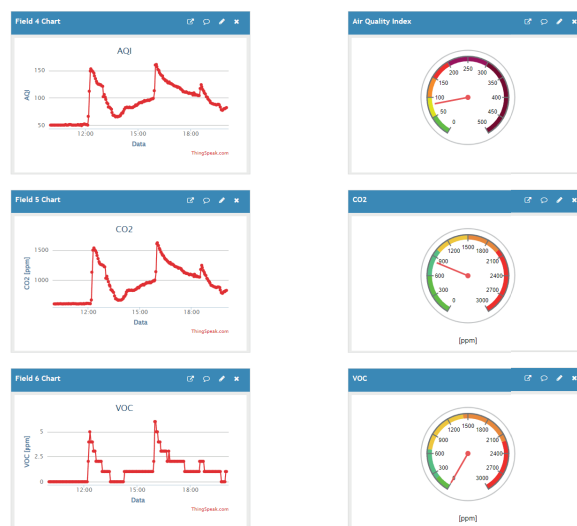 Field 4 Chart
AQI
AQI
150
100
50
12:00 15:00 18:00
Data
ThingSpeak.com
Air Quality Index
0 50 100 150 200 250 300 350 400 450 500
Field 5 Chart
CO2
CO2 [ppm]
1500
1000
12:00 15:00 18:00
Data
ThingSpeak.com
CO2
0 300 600 900 1200 1500 1800 2100 2400 2700 3000
[ppm]
Field 6 Chart
VOC
VOC [ppm]
5
2.5
0
12:00 15:00 18:00
Data
ThingSpeak.com
VOC
0 300 600 900 1200 1500 1800 2100 2400 2700 3000
[ppm]